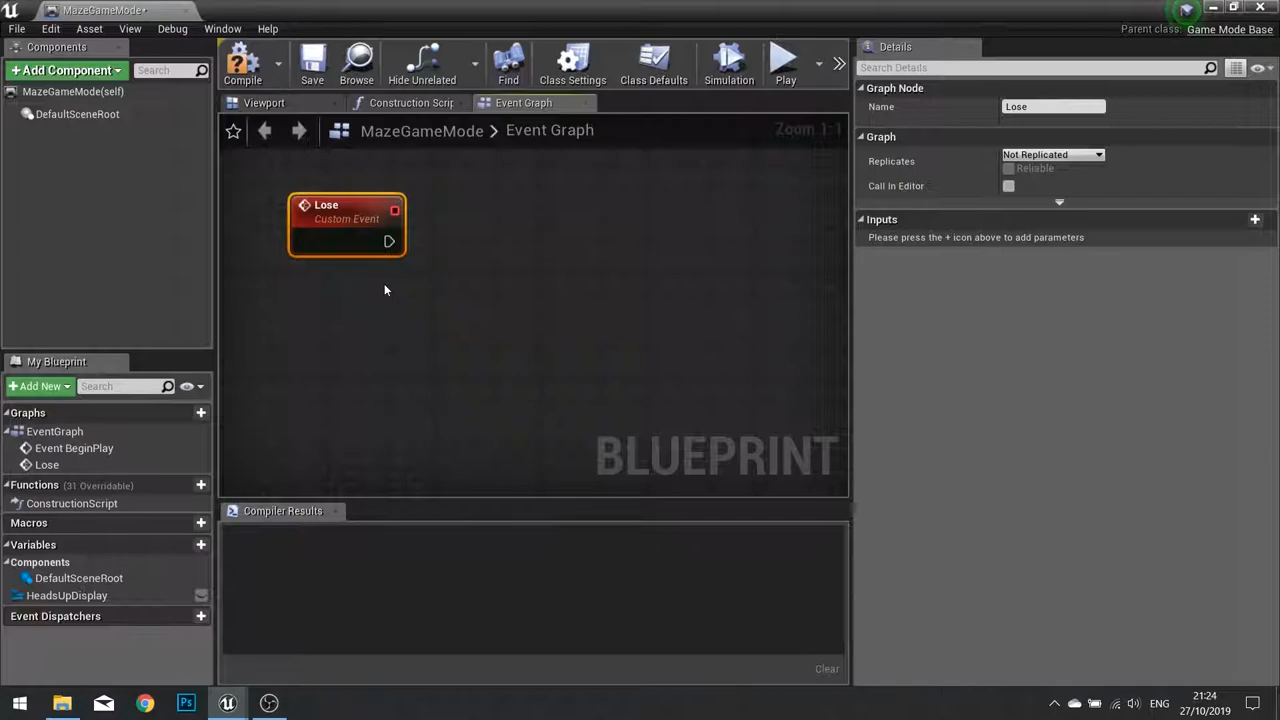 MazeGameMode*
File Edit Asset View Debug Window Help
Parent class: Game Mode Base
Components
+ Add Component
Search
MazeGameMode(self)
DefaultSceneRoot
Compile
Save
Browse
Hide Unrelated
Find
Class Settings
Class Defaults
Simulation
Play
Viewport
Construction Scrip
Event Graph
MazeGameMode > Event Graph
Zoom 1:1
Lose
Custom Event
BLUEPRINT
Details
Search Details
Graph Node
Name
Lose
Graph
Replicates
Not Replicated
Reliable
Call In Editor
Inputs
Please press the + icon above to add parameters
My Blueprint
+ Add New
Search
Graphs
EventGraph
Event BeginPlay
Lose
Functions (31 Overridable)
ConstructionScript
Macros
Variables
Components
DefaultSceneRoot
HeadsUpDisplay
Event Dispatchers
Compiler Results
Clear
Ps
ENG
21:24
27/10/2019